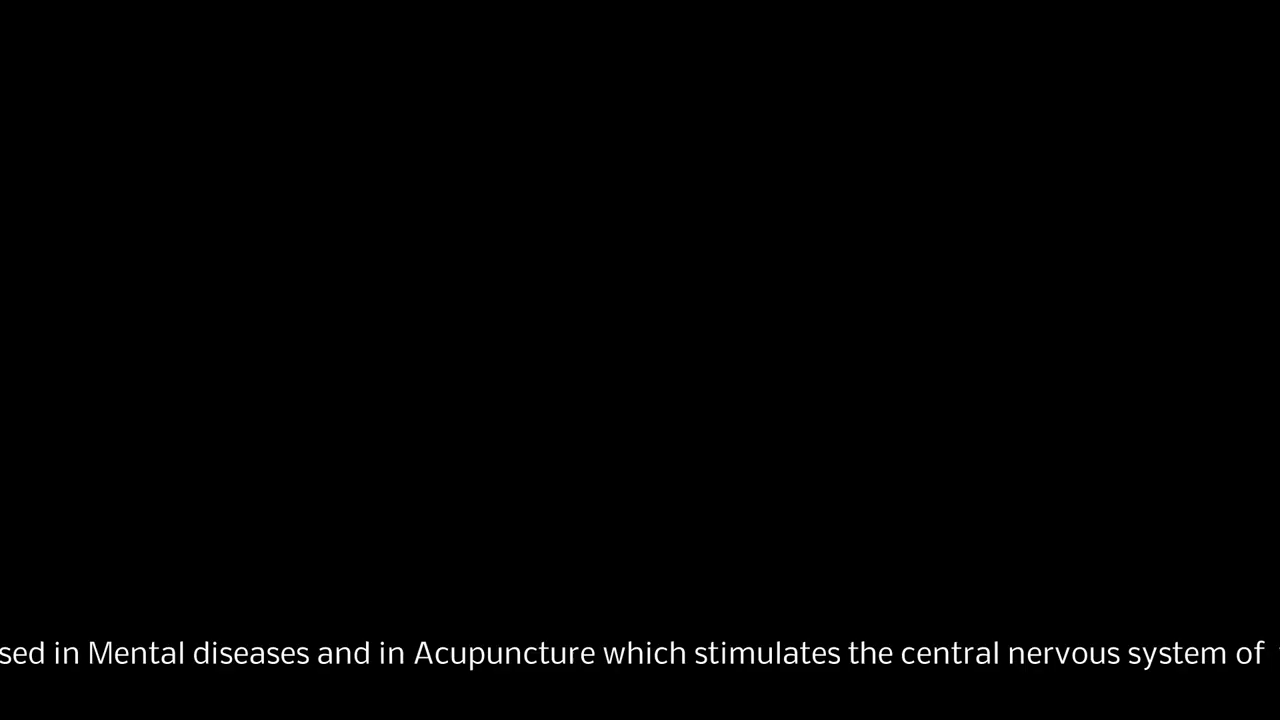 sed in Mental diseases and in Acupuncture which stimulates the central nervous system of